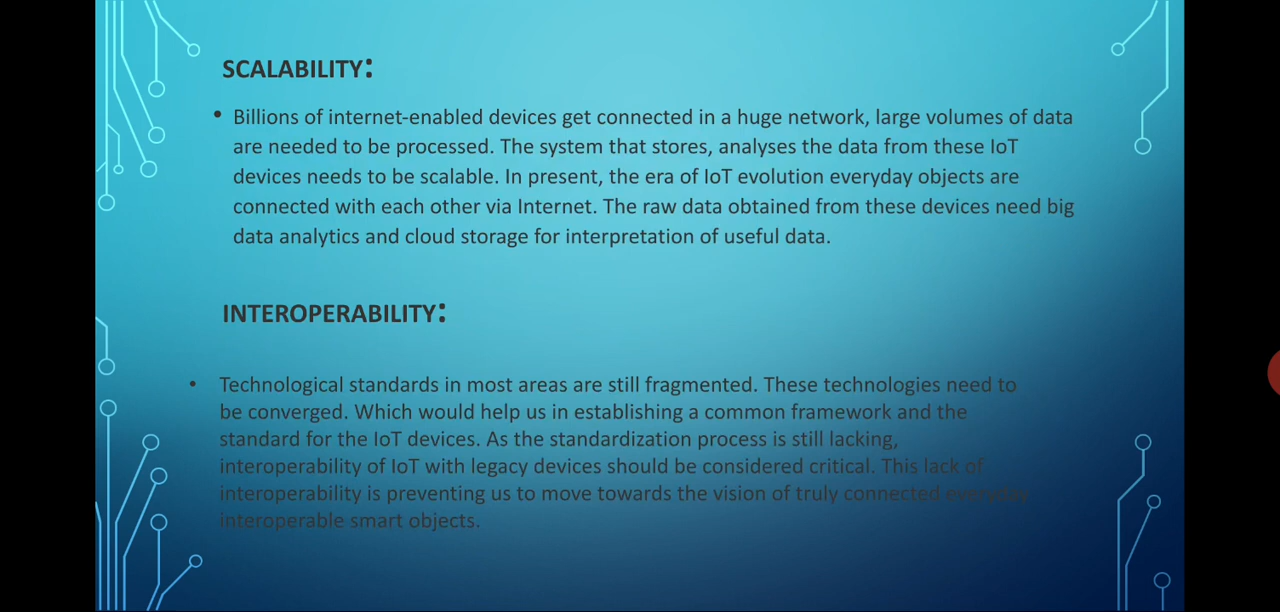 SCALABILITY:
• Billions of internet-enabled devices get connected in a huge network, large volumes of data
are needed to be processed. The system that stores, analyses the data from these IoT
devices needs to be scalable. In present, the era of IoT evolution everyday objects are
connected with each other via Internet. The raw data obtained from these devices need big
data analytics and cloud storage for interpretation of useful data.
INTEROPERABILITY:
• Technological standards in most areas are still fragmented. These technologies need to
be converged. Which would help us in establishing a common framework and the
standard for the IoT devices. As the standardization process is still lacking,
interoperability of IoT with legacy devices should be considered critical. This lack of
interoperability is preventing us to move towards the vision of truly connected everyday
interoperable smart objects.